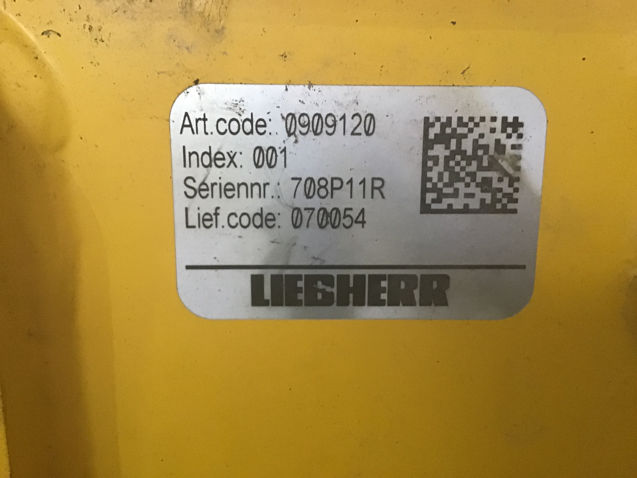 Art.code: 0909120
Index: 001
Seriennr.: 708P11R
Lief.code: 070054
LIEBHERR